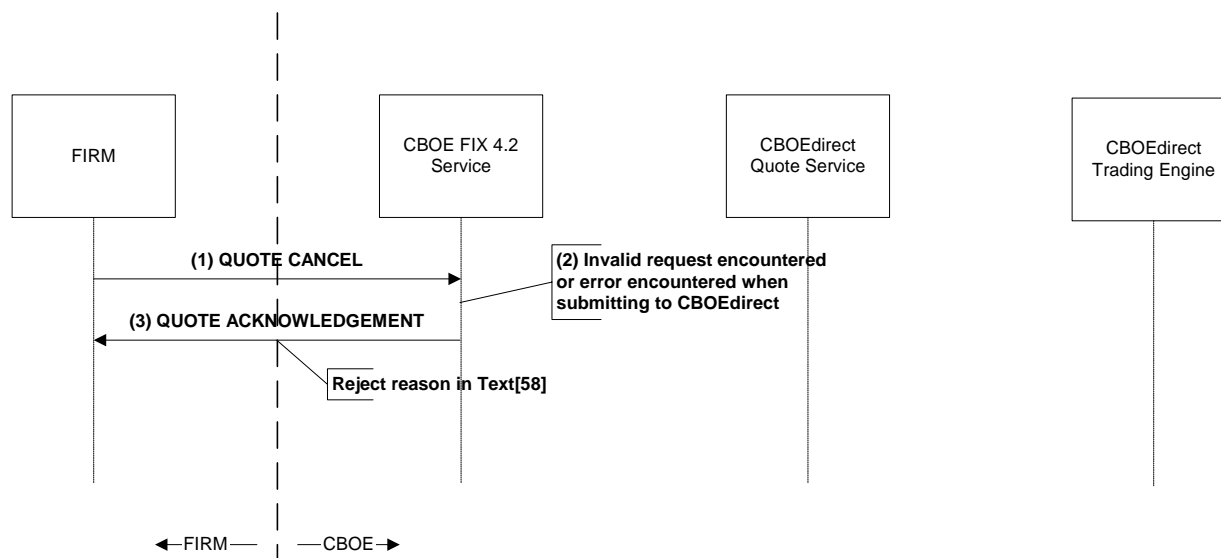 FIRM
CBOE FIX 4.2
Service
CBOEdirect
Quote Service
CBOEdirect
Trading Engine
(1) QUOTE CANCEL
(2) Invalid request encountered
or error encountered when
submitting to CBOEdirect
(3) QUOTE ACKNOWLEDGEMENT
Reject reason in Text[58]
FIRM
CBOE